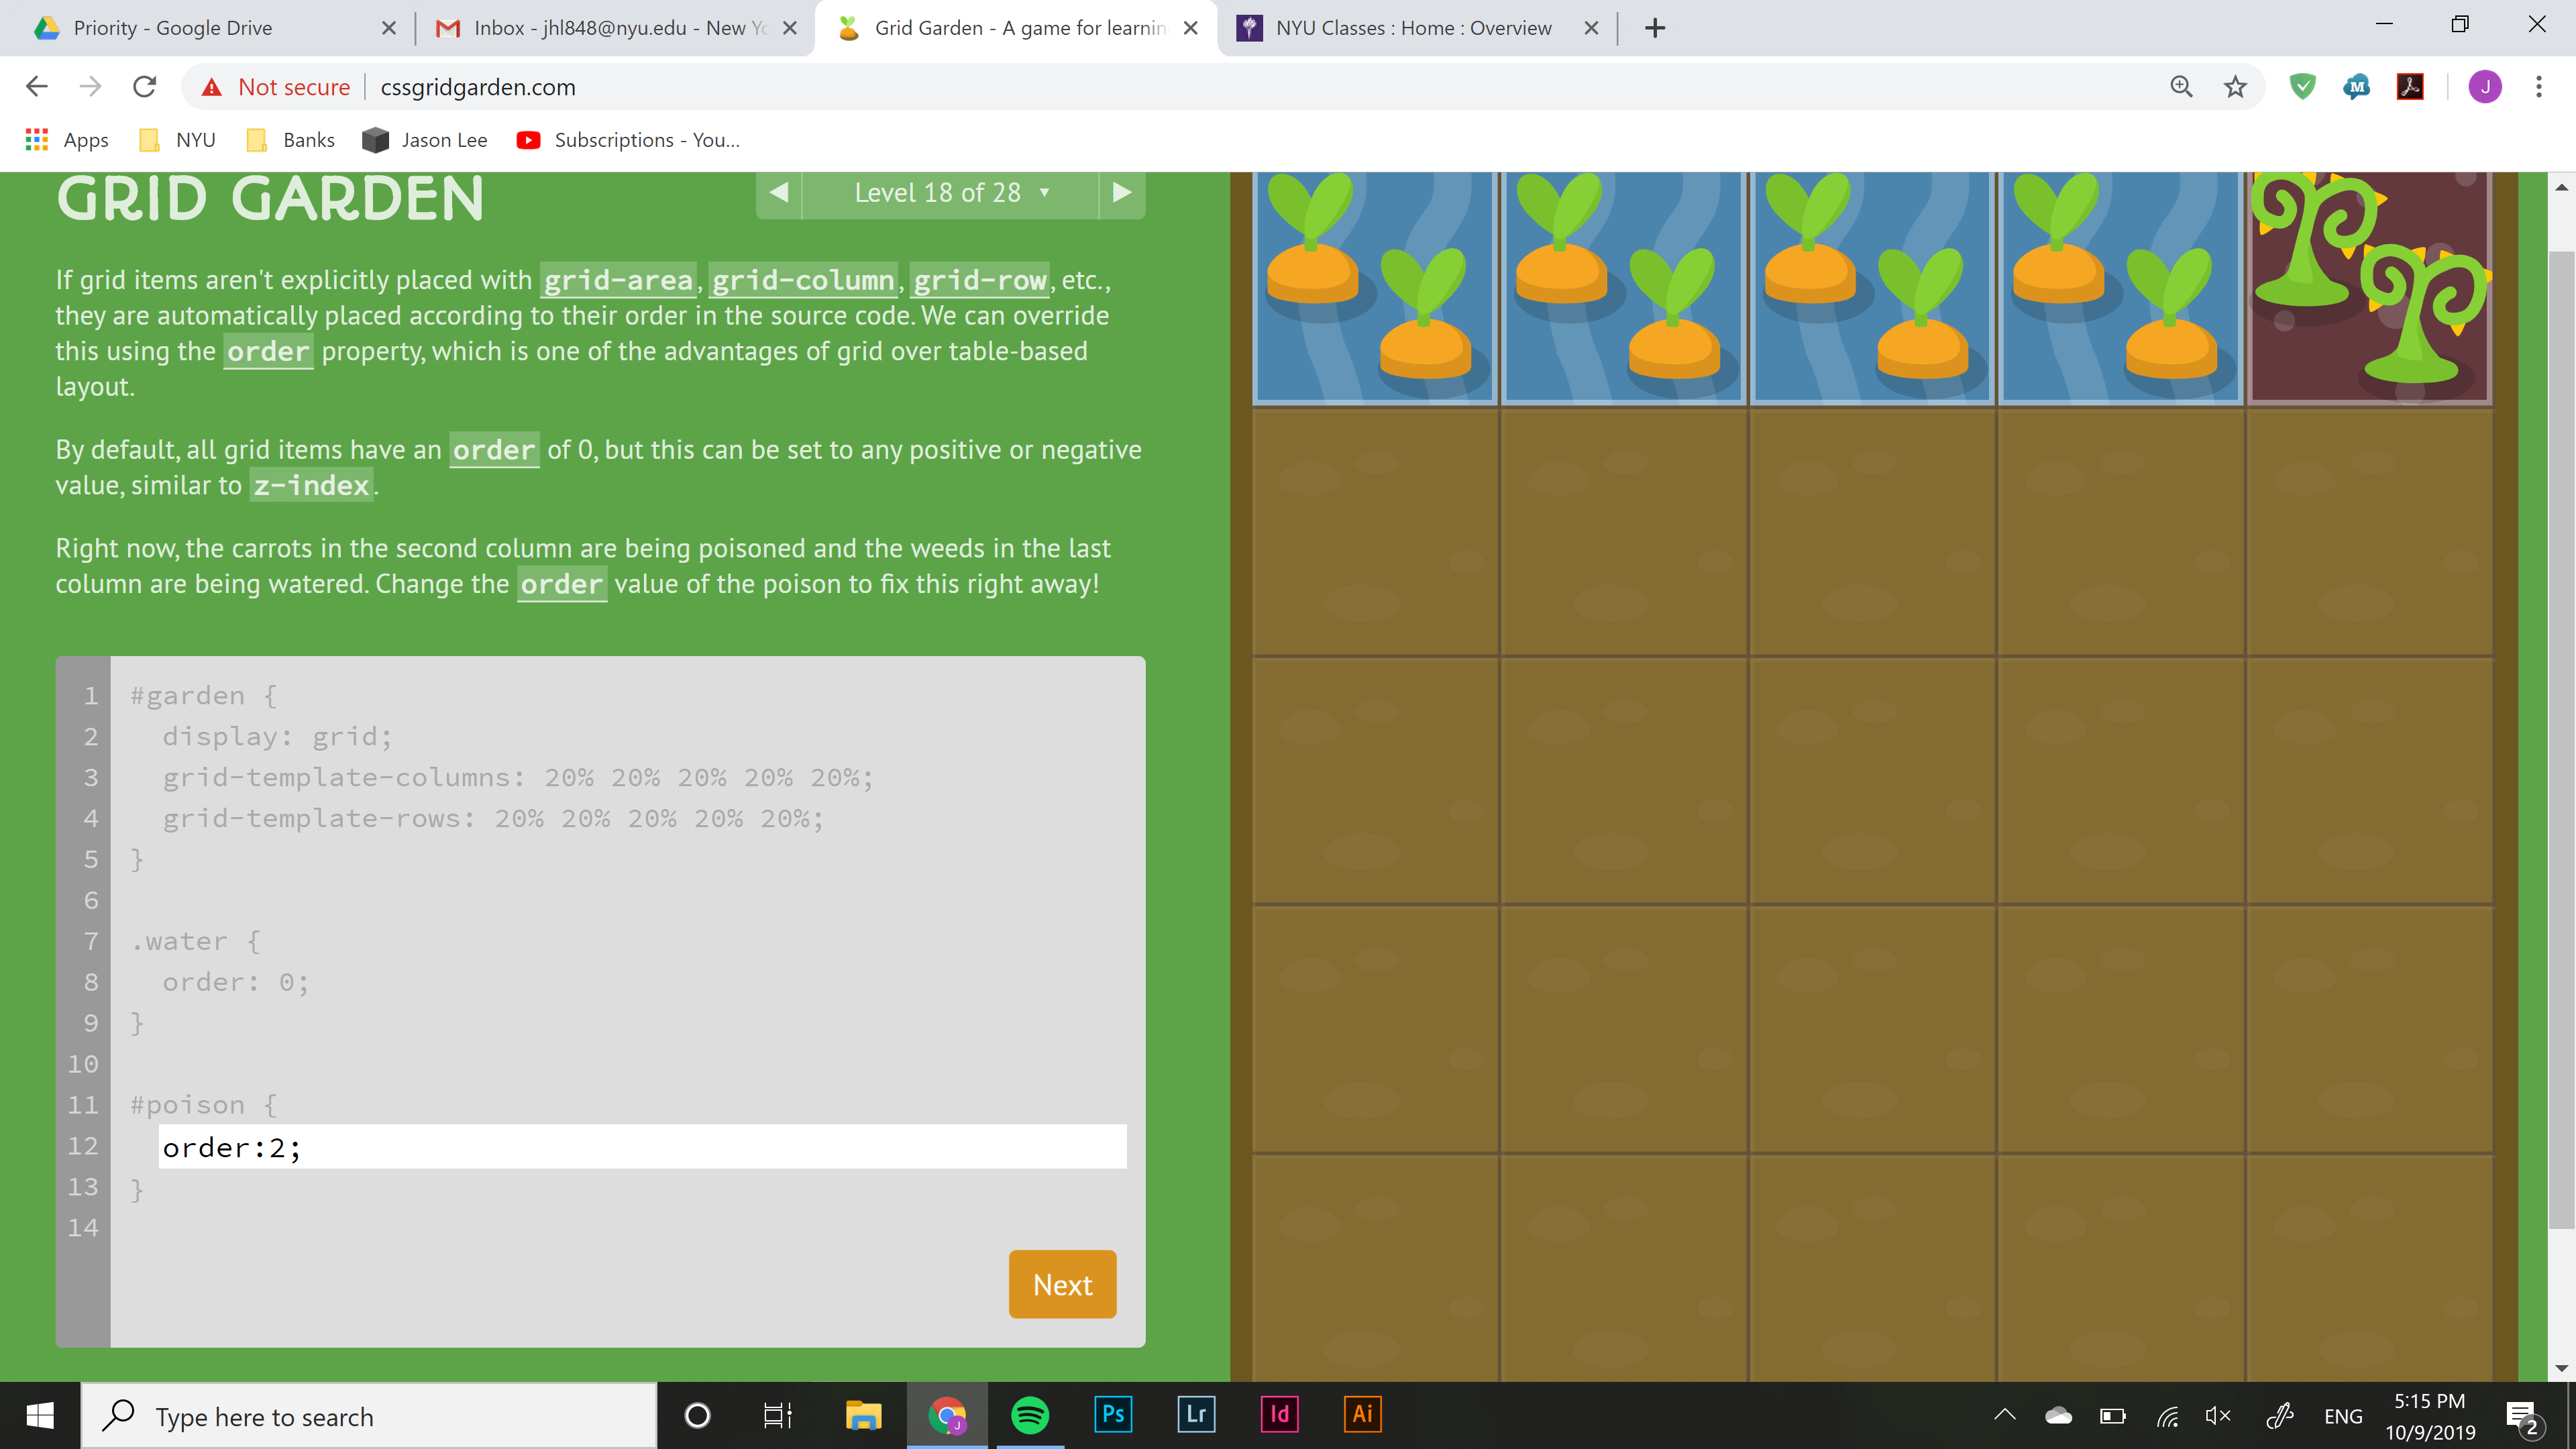 Priority - Google Drive
Inbox - jhl848@nyu.edu - New Yo
Grid Garden - A game for learnin
NYU Classes : Home : Overview
Not secure
cssgridgarden.com
M
J
Apps
NYU
Banks
Jason Lee
Subscriptions - You...
GRID GARDEN
◀ Level 18 of 28 ▼ ▶
If grid items aren't explicitly placed with grid-area, grid-column, grid-row, etc.,
they are automatically placed according to their order in the source code. We can override
this using the order property, which is one of the advantages of grid over table-based
layout.
By default, all grid items have an order of 0, but this can be set to any positive or negative
value, similar to z-index.
Right now, the carrots in the second column are being poisoned and the weeds in the last
column are being watered. Change the order value of the poison to fix this right away!
1 #garden {
2 display: grid;
3 grid-template-columns: 20% 20% 20% 20% 20%;
4 grid-template-rows: 20% 20% 20% 20% 20%;
5 }
6
7 .water {
8 order: 0;
9 }
10
11 #poison {
12 order:2;
13 }
14
Next
Type here to search
J
Ps
Lr
Id
Ai
ENG
5:15 PM
10/9/2019
2